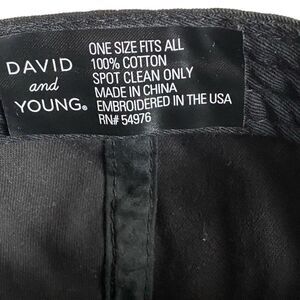 DAVID
and
YOUNG®
ONE SIZE FITS ALL
100% COTTON
SPOT CLEAN ONLY
MADE IN CHINA
EMBROIDERED IN THE USA
RN# 54976